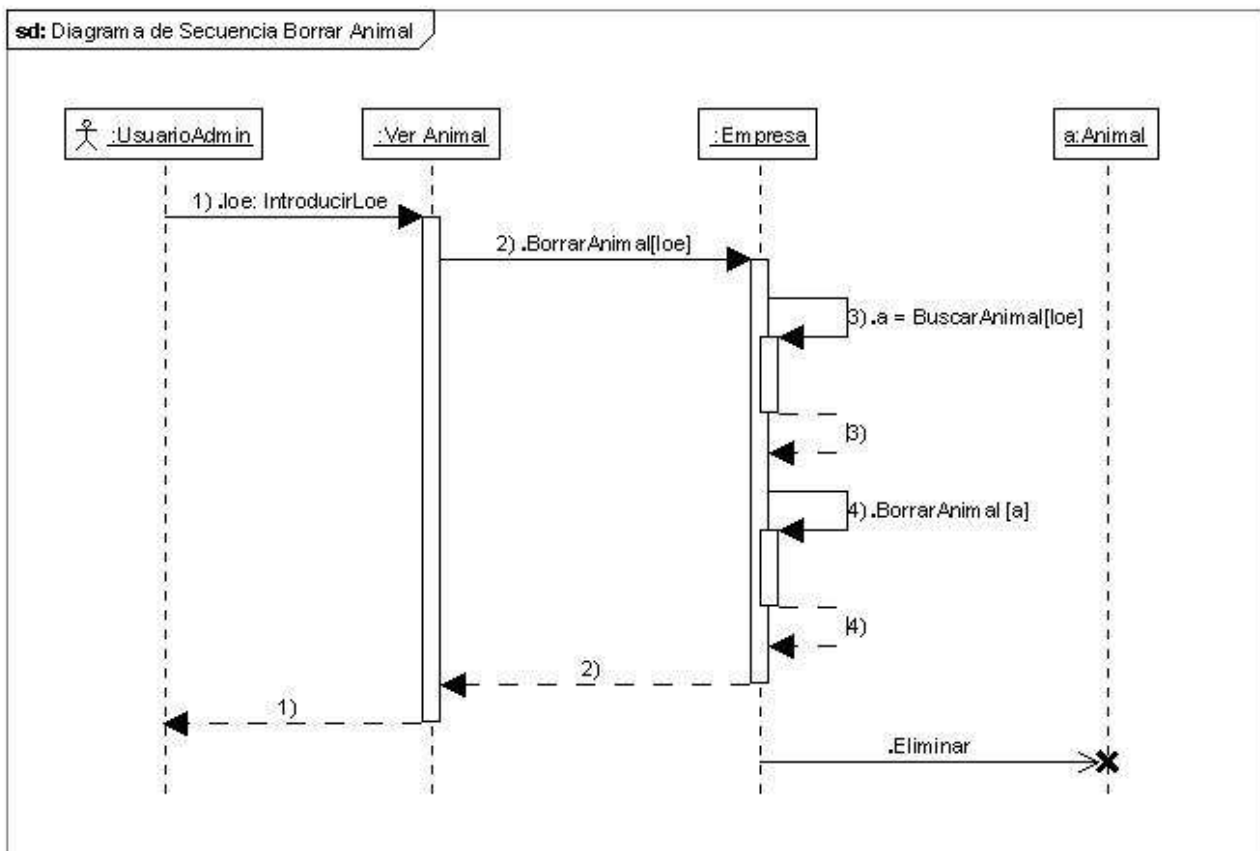 sd: Diagrama de Secuencia Borrar Animal
:UsuarioAdmin
:Ver Animal
:Empresa
a:Animal
1) .loe: IntroducirLoe
2) .BorrarAnimal[loe]
3) .a = BuscarAnimal[loe]
3)
4) .BorrarAnimal [a]
4)
2)
1)
.Eliminar